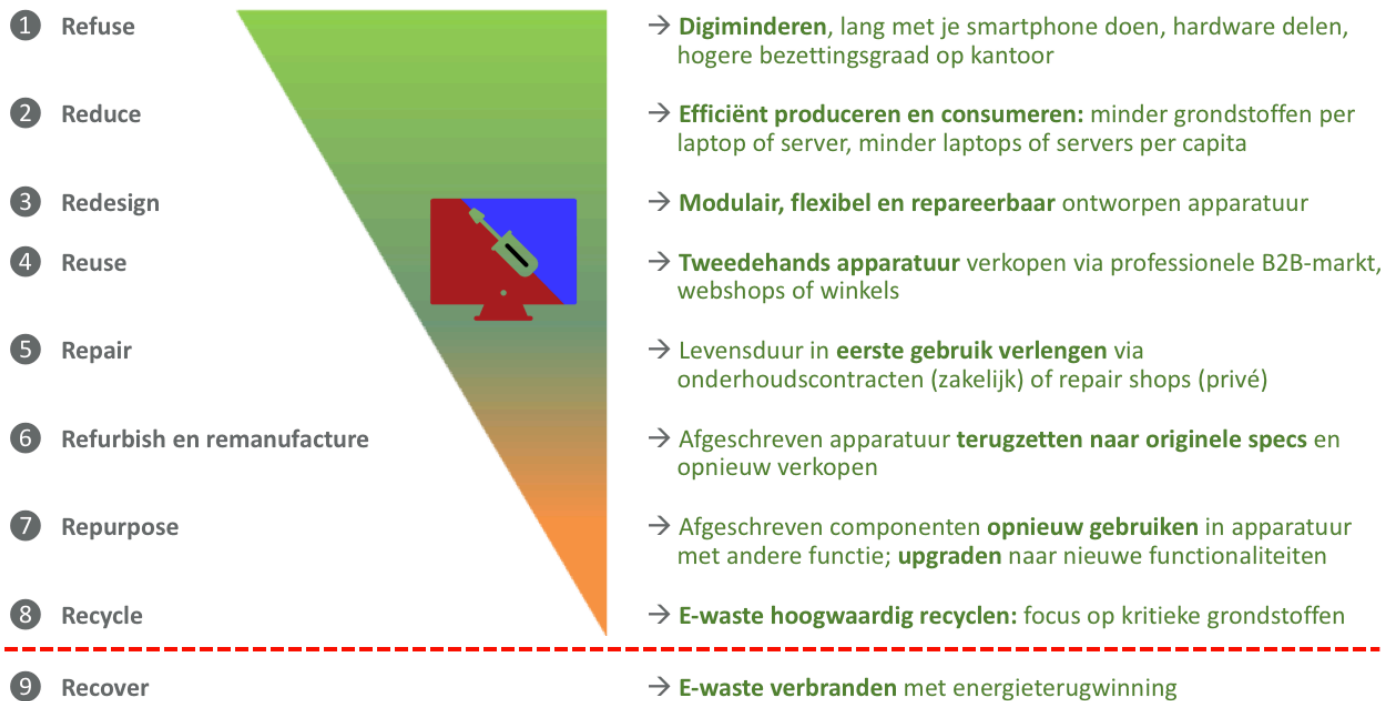 1 Refuse → Digiminderen, lang met je smartphone doen, hardware delen,
hogere bezettingsgraad op kantoor
2 Reduce → Efficiënt produceren en consumeren: minder grondstoffen per
laptop of server, minder laptops of servers per capita
3 Redesign → Modulair, flexibel en repareerbaar ontworpen apparatuur
4 Reuse → Tweedehands apparatuur verkopen via professionele B2B-markt,
webshops of winkels
5 Repair → Levensduur in eerste gebruik verlengen via
onderhoudscontracten (zakelijk) of repair shops (privé)
6 Refurbish en remanufacture → Afgeschreven apparatuur terugzetten naar originele specs en
opnieuw verkopen
7 Repurpose → Afgeschreven componenten opnieuw gebruiken in apparatuur
met andere functie; upgraden naar nieuwe functionaliteiten
8 Recycle → E-waste hoogwaardig recyclen: focus op kritieke grondstoffen
9 Recover → E-waste verbranden met energieterugwinning